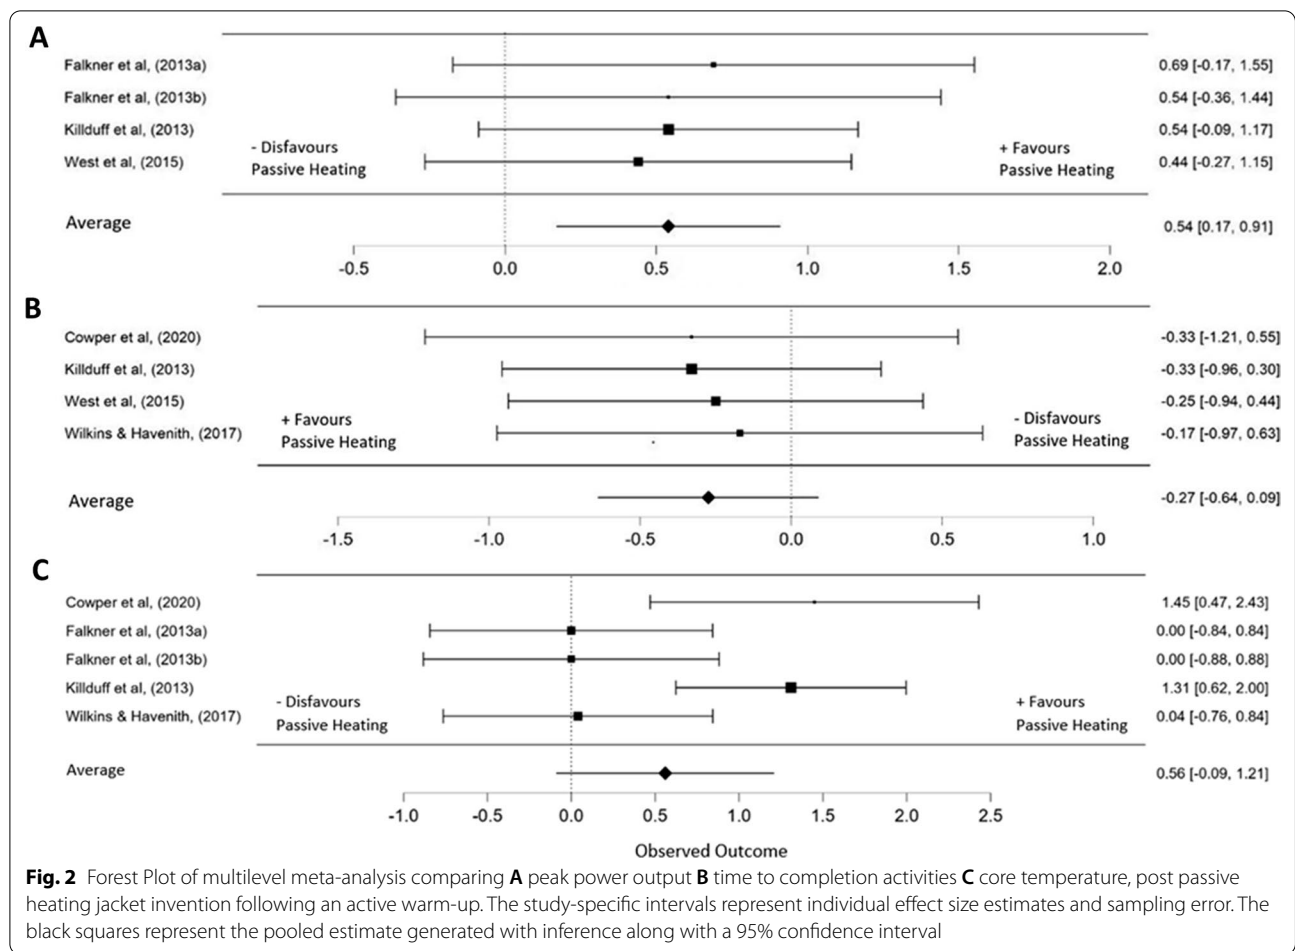 A
Falkner et al, (2013a) 0.69 [-0.17, 1.55]
Falkner et al, (2013b) 0.54 [-0.36, 1.44]
Killduff et al, (2013) 0.54 [-0.09, 1.17]
- Disfavours + Favours
West et al, (2015) 0.44 [-0.27, 1.15]
Passive Heating Passive Heating
Average 0.54 [0.17, 0.91]
-0.5 0.0 0.5 1.0 1.5 2.0
B
Cowper et al, (2020) -0.33 [-1.21, 0.55]
Killduff et al, (2013) -0.33 [-0.96, 0.30]
West et al, (2015) -0.25 [-0.94, 0.44]
+ Favours - Disfavours
Wilkins & Havenith, (2017) -0.17 [-0.97, 0.63]
Passive Heating Passive Heating
Average -0.27 [-0.64, 0.09]
-1.5 -1.0 -0.5 0.0 0.5 1.0
C
Cowper et al, (2020) 1.45 [0.47, 2.43]
Falkner et al, (2013a) 0.00 [-0.84, 0.84]
Falkner et al, (2013b) 0.00 [-0.88, 0.88]
Killduff et al, (2013) 1.31 [0.62, 2.00]
- Disfavours + Favours
Wilkins & Havenith, (2017) 0.04 [-0.76, 0.84]
Passive Heating Passive Heating
Average 0.56 [-0.09, 1.21]
-1.0 -0.5 0.0 0.5 1.0 1.5 2.0 2.5
Observed Outcome
Fig. 2 Forest Plot of multilevel meta-analysis comparing A peak power output B time to completion activities C core temperature, post passive
heating jacket invention following an active warm-up. The study-specific intervals represent individual effect size estimates and sampling error. The
black squares represent the pooled estimate generated with inference along with a 95% confidence interval